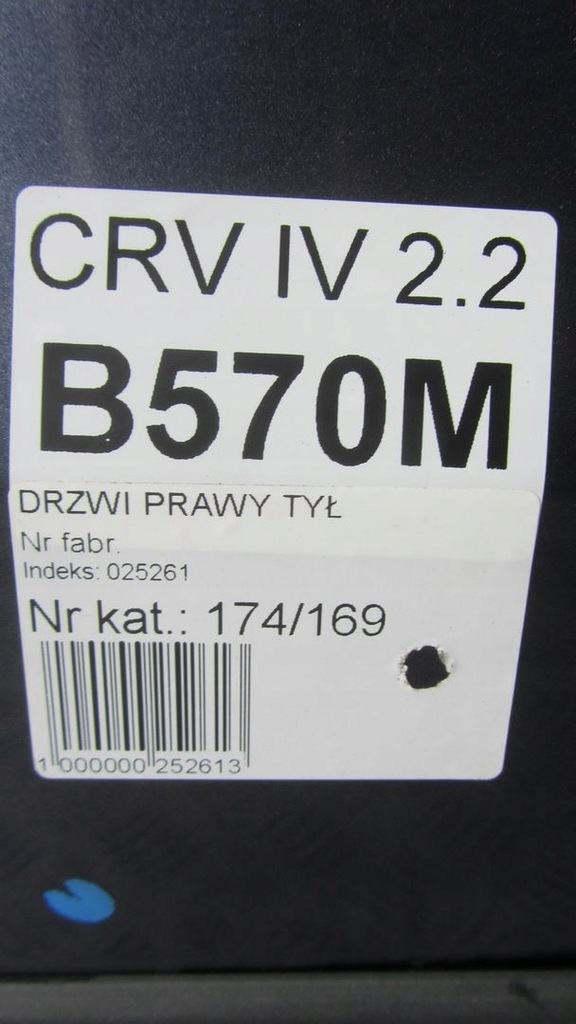 CRV IV 2.2
B570M
DRZWI PRAWY TYŁ
Nr fabr.
Indeks: 025261
Nr kat.: 174/169
1 000000 252613